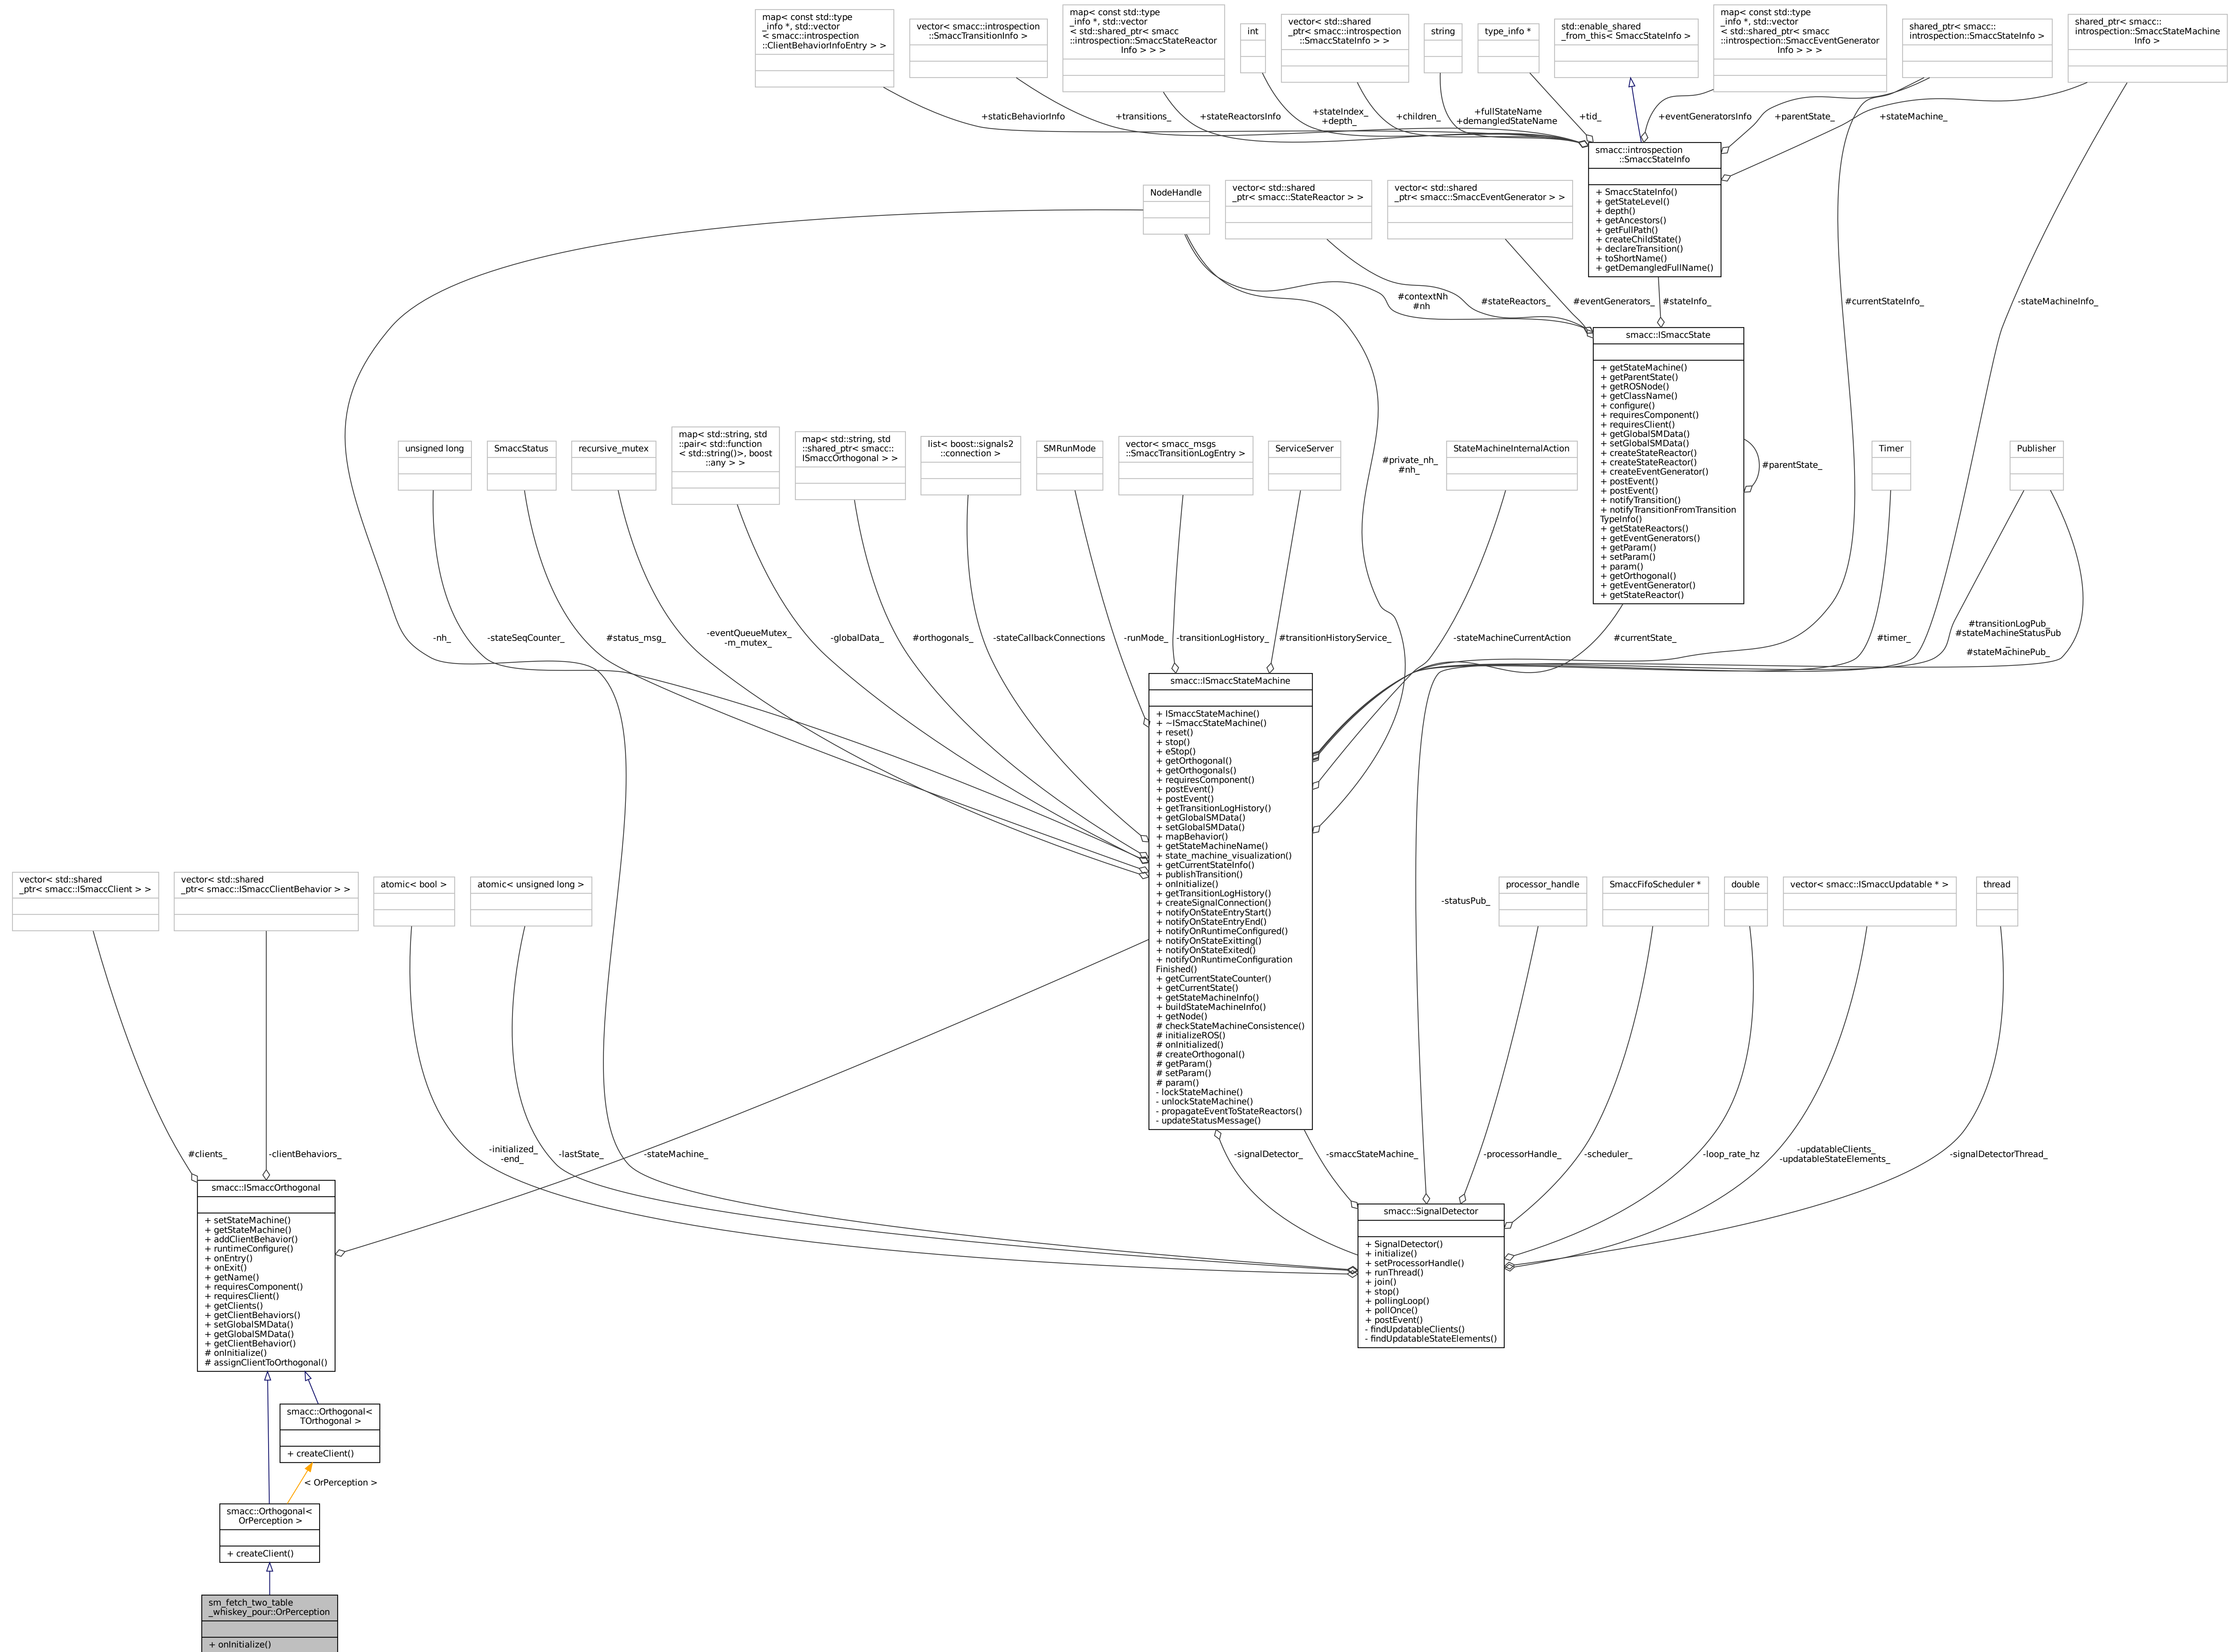 map< const std::type
_info *, std::vector
< smacc::introspection
::ClientBehaviorInfoEntry > >
vector< smacc::introspection
::SmaccTransitionInfo >
map< const std::type
_info *, std::vector
< std::shared_ptr< smacc
::introspection::SmaccStateReactor
Info > > >
int
vector< std::shared
_ptr< smacc::introspection
::SmaccStateInfo > >
string
type_info *
std::enable_shared
_from_this< SmaccStateInfo >
map< const std::type
_info *, std::vector
< std::shared_ptr< smacc
::introspection::SmaccEventGenerator
Info > > >
shared_ptr< smacc::
introspection::SmaccStateInfo >
shared_ptr< smacc::
introspection::SmaccStateMachine
Info >
+staticBehaviorInfo
+transitions_
+stateReactorsInfo
+stateIndex_
+depth_
+children_
+fullStateName
+demangledStateName
+tid_
+eventGeneratorsInfo
+parentState_
+stateMachine_
smacc::introspection
::SmaccStateInfo
+ SmaccStateInfo()
+ getStateLevel()
+ depth()
+ getAncestors()
+ getFullPath()
+ createChildState()
+ declareTransition()
+ toShortName()
+ getDemangledFullName()
NodeHandle
vector< std::shared
_ptr< smacc::StateReactor > >
vector< std::shared
_ptr< smacc::SmaccEventGenerator > >
#contextNh
#nh
#stateReactors_
#eventGenerators_
#stateInfo_
#currentStateInfo_
-stateMachineInfo_
smacc::ISmaccState
+ getStateMachine()
+ getParentState()
+ getROSNode()
+ getClassName()
+ configure()
+ requiresComponent()
+ requiresClient()
+ getGlobalSMData()
+ setGlobalSMData()
+ createStateReactor()
+ createStateReactor()
+ createEventGenerator()
+ postEvent()
+ postEvent()
+ notifyTransition()
+ notifyTransitionFromTransition
TypeInfo()
+ getStateReactors()
+ getEventGenerators()
+ getParam()
+ setParam()
+ param()
+ getOrthogonal()
+ getEventGenerator()
+ getStateReactor()
#parentState_
unsigned long
SmaccStatus
recursive_mutex
map< std::string, std
::pair< std::function
< std::string()>, boost
::any > >
map< std::string, std
::shared_ptr< smacc::
ISmaccOrthogonal > >
list< boost::signals2
::connection >
SMRunMode
vector< smacc_msgs
::SmaccTransitionLogEntry >
ServiceServer
#private_nh_
#nh_
StateMachineInternalAction
Timer
Publisher
-nh_
-stateSeqCounter_
#status_msg_
-eventQueueMutex_
-m_mutex_
-globalData_
#orthogonals_
-stateCallbackConnections
-runMode_
-transitionLogHistory_
#transitionHistoryService_
-stateMachineCurrentAction
#currentState_
#timer_
#transitionLogPub_
#stateMachineStatusPub
_
#stateMachinePub_
smacc::ISmaccStateMachine
+ ISmaccStateMachine()
+ ~ISmaccStateMachine()
+ reset()
+ stop()
+ eStop()
+ getOrthogonal()
+ getOrthogonals()
+ requiresComponent()
+ postEvent()
+ postEvent()
+ getTransitionLogHistory()
+ getGlobalSMData()
+ setGlobalSMData()
+ mapBehavior()
+ getStateMachineName()
+ state_machine_visualization()
+ getCurrentStateInfo()
+ publishTransition()
+ onInitialize()
+ getTransitionLogHistory()
+ createSignalConnection()
+ notifyOnStateEntryStart()
+ notifyOnStateEntryEnd()
+ notifyOnRuntimeConfigured()
+ notifyOnStateExitting()
+ notifyOnStateExited()
+ notifyOnRuntimeConfiguration
Finished()
+ getCurrentStateCounter()
+ getCurrentState()
+ getStateMachineInfo()
+ buildStateMachineInfo()
+ getNode()
# checkStateMachineConsistence()
# initializeROS()
# onInitialized()
# createOrthogonal()
# getParam()
# setParam()
# param()
- lockStateMachine()
- unlockStateMachine()
- propagateEventToStateReactors()
- updateStatusMessage()
vector< std::shared
_ptr< smacc::ISmaccClient > >
vector< std::shared
_ptr< smacc::ISmaccClientBehavior > >
atomic< bool >
atomic< unsigned long >
-statusPub_
processor_handle
SmaccFifoScheduler *
double
vector< smacc::ISmaccUpdatable * >
thread
#clients_
-clientBehaviors_
-initialized_
-end_
-lastState_
-stateMachine_
-signalDetector_
-smaccStateMachine_
-processorHandle_
-scheduler_
-loop_rate_hz
-updatableClients_
-updatableStateElements_
-signalDetectorThread_
smacc::ISmaccOrthogonal
+ setStateMachine()
+ getStateMachine()
+ addClientBehavior()
+ runtimeConfigure()
+ onEntry()
+ onExit()
+ getName()
+ requiresComponent()
+ requiresClient()
+ getClients()
+ getClientBehaviors()
+ setGlobalSMData()
+ getGlobalSMData()
+ getClientBehavior()
# onInitialize()
# assignClientToOrthogonal()
smacc::SignalDetector
+ SignalDetector()
+ initialize()
+ setProcessorHandle()
+ runThread()
+ join()
+ stop()
+ pollingLoop()
+ pollOnce()
+ postEvent()
- findUpdatableClients()
- findUpdatableStateElements()
smacc::Orthogonal<
TOrthogonal >
+ createClient()
< OrPerception >
smacc::Orthogonal<
OrPerception >
+ createClient()
sm_fetch_two_table
_whiskey_pour::OrPerception
+ onInitialize()